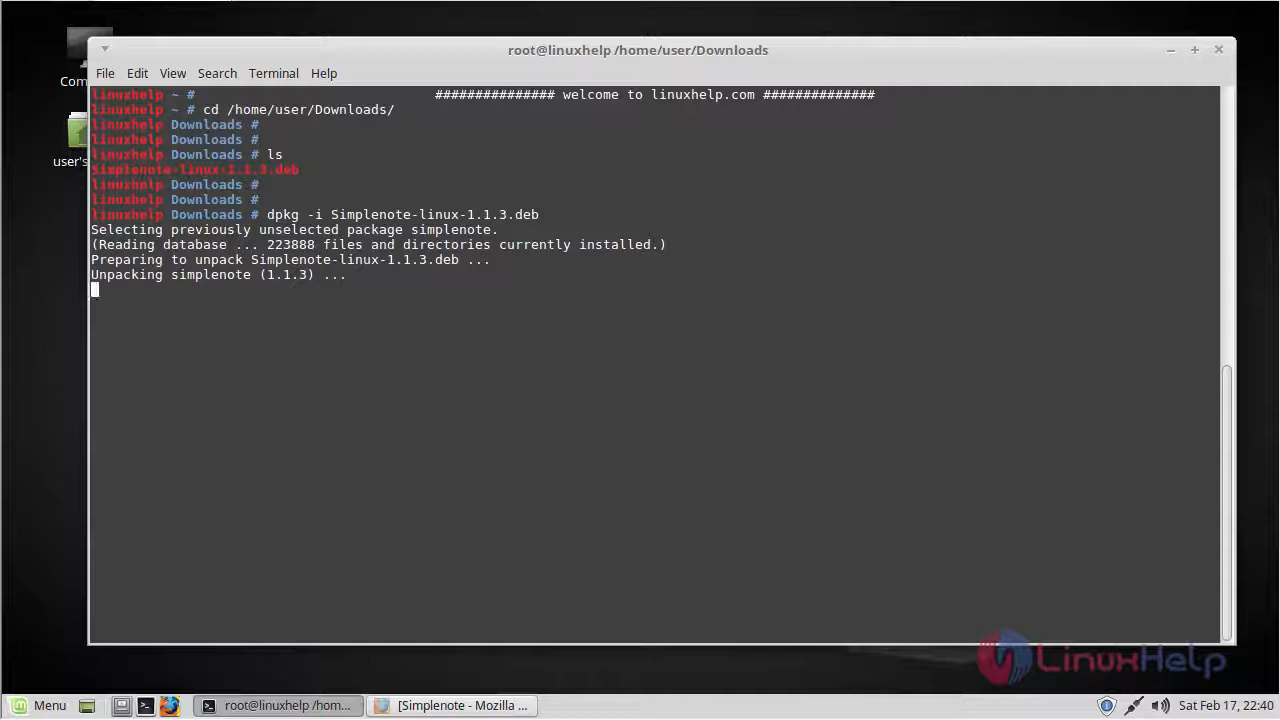 root@linuxhelp /home/user/Downloads
File Edit View Search Terminal Help
Com
user's
linuxhelp ~ # ############### welcome to linuxhelp.com ##############
linuxhelp ~ # cd /home/user/Downloads/
linuxhelp Downloads #
linuxhelp Downloads #
linuxhelp Downloads # ls
Simplenote-linux-1.1.3.deb
linuxhelp Downloads #
linuxhelp Downloads #
linuxhelp Downloads # dpkg -i Simplenote-linux-1.1.3.deb
Selecting previously unselected package simplenote.
(Reading database ... 223888 files and directories currently installed.)
Preparing to unpack Simplenote-linux-1.1.3.deb ...
Unpacking simplenote (1.1.3) ...
LinuxHelp
Menu root@linuxhelp /hom... [Simplenote - Mozilla ... Sat Feb 17, 22:40